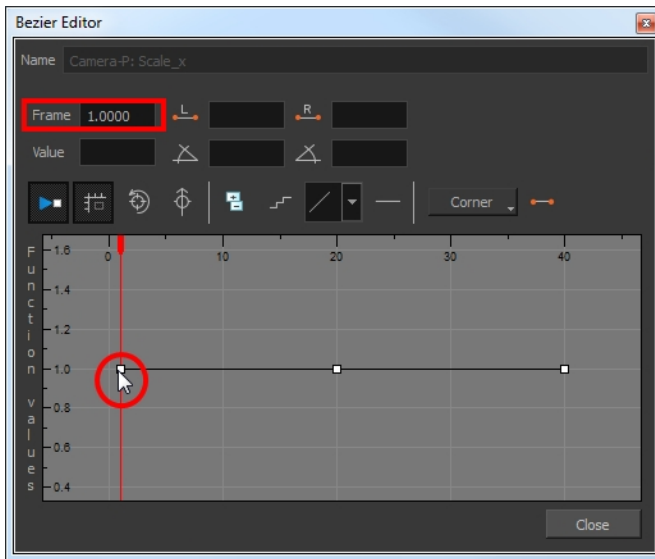 Bezier Editor
Name Camera-P: Scale_x
Frame 1.0000 L R
Value
Corner
Function values
1.6 0 10 20 30 40
1.4
1.2
1.0
0.8
0.6
0.4
Close